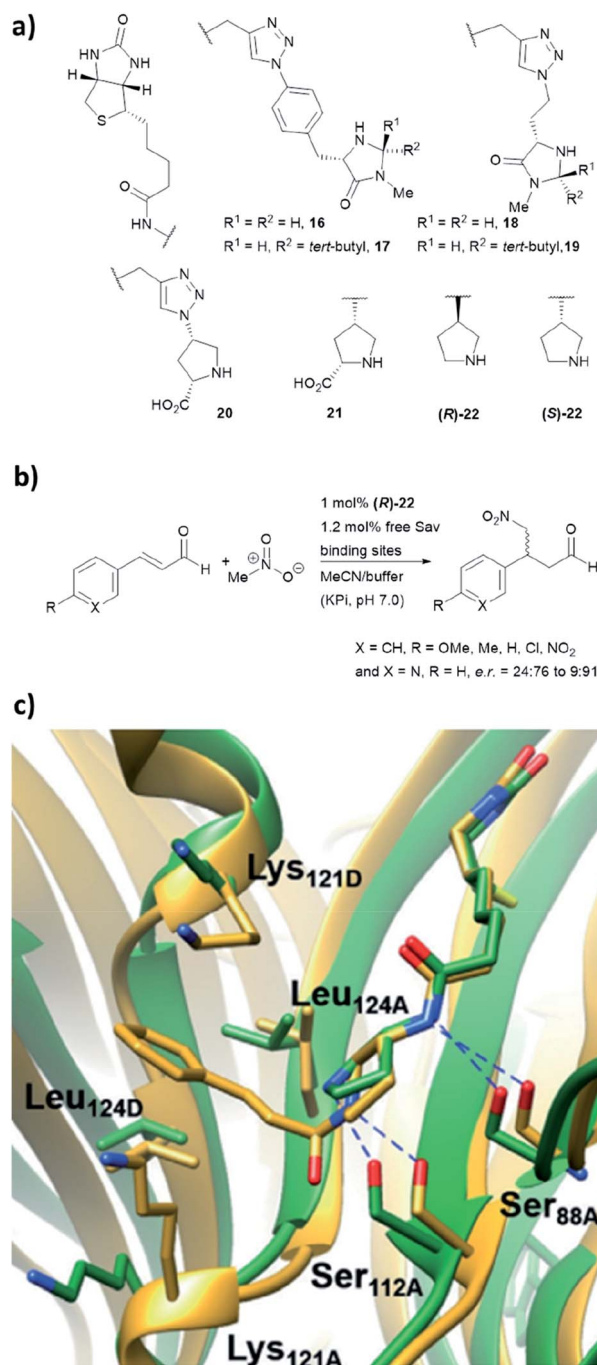 a)
O
HN
NH
H
H
S
O
HN
N
N
N
R¹
HN
R²
N
Me
O
R¹ = R² = H, 16
R¹ = H, R² = tert-butyl, 17
N
N
N
NH
O
R¹
N
Me
R²
R¹ = R² = H, 18
R¹ = H, R² = tert-butyl, 19
N
N
N
NH
HO₂C
20
NH
HO₂C
21
NH
(R)-22
NH
(S)-22
b)
O
H
R
X
+
O
Me
N
⊕
O
⊖
1 mol% (R)-22
1.2 mol% free Sav
binding sites
MeCN/buffer
(KPi, pH 7.0)
O₂N
O
H
R
X
X = CH, R = OMe, Me, H, Cl, NO₂
and X = N, R = H, e.r. = 24:76 to 9:91
c)
Lys121D
Leu124A
Leu124D
Ser88A
Ser112A
Lys121A